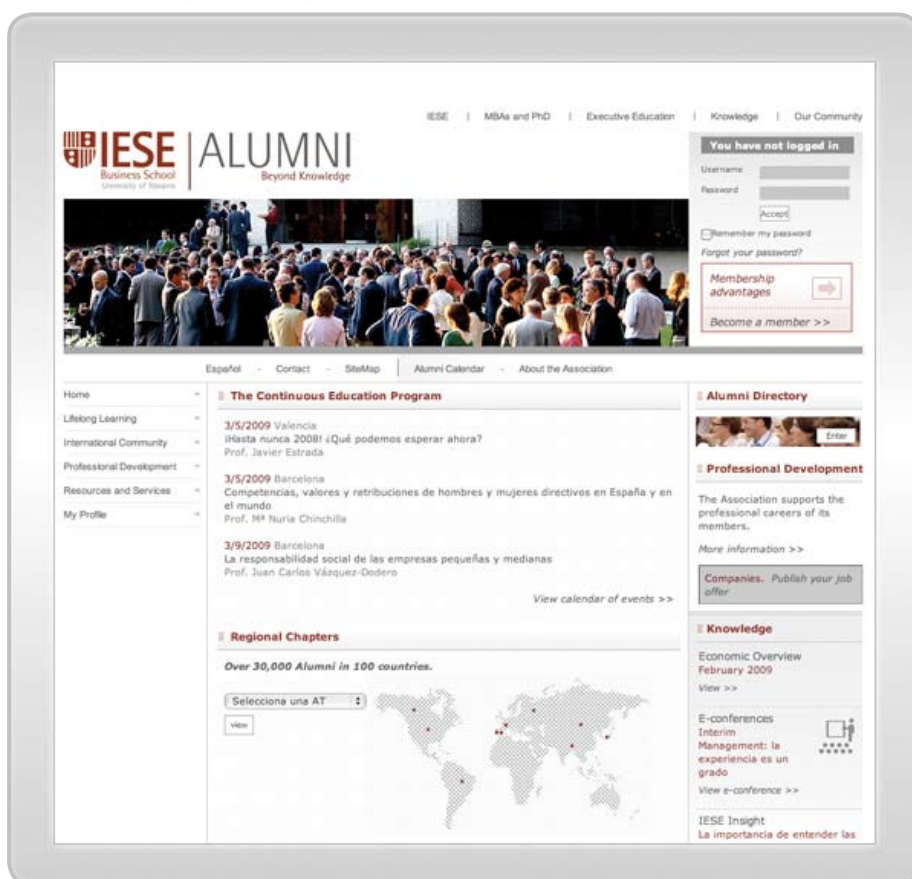 IESE | MBAs and PhD | Executive Education | Knowledge | Our Community
IESE
Business School
University of Navarra
ALUMNI
Beyond Knowledge
You have not logged in
Username
Password
Accept
Remember my password
Forgot your password?
Membership
advantages
Become a member >>
Español - Contact - SiteMap | Alumni Calendar - About the Association
Home
Lifelong Learning
International Community
Professional Development
Resources and Services
My Profile
The Continuous Education Program
3/5/2009 Valencia
¡Hasta nunca 2008! ¿Qué podemos esperar ahora?
Prof. Javier Estrada
3/5/2009 Barcelona
Competencias, valores y retribuciones de hombres y mujeres directivos en España y en
el mundo
Prof. Mª Nuria Chinchilla
3/9/2009 Barcelona
La responsabilidad social de las empresas pequeñas y medianas
Prof. Juan Carlos Vázquez-Dodero
View calendar of events >>
Regional Chapters
Over 30,000 Alumni in 100 countries.
Selecciona una AT
view
Alumni Directory
Enter
Professional Development
The Association supports the
professional careers of its
members.
More information >>
Companies. Publish your job
offer
Knowledge
Economic Overview
February 2009
View >>
E-conferences
Interim
Management: la
experiencia es un
grado
View e-conference >>
IESE Insight
La importancia de entender las